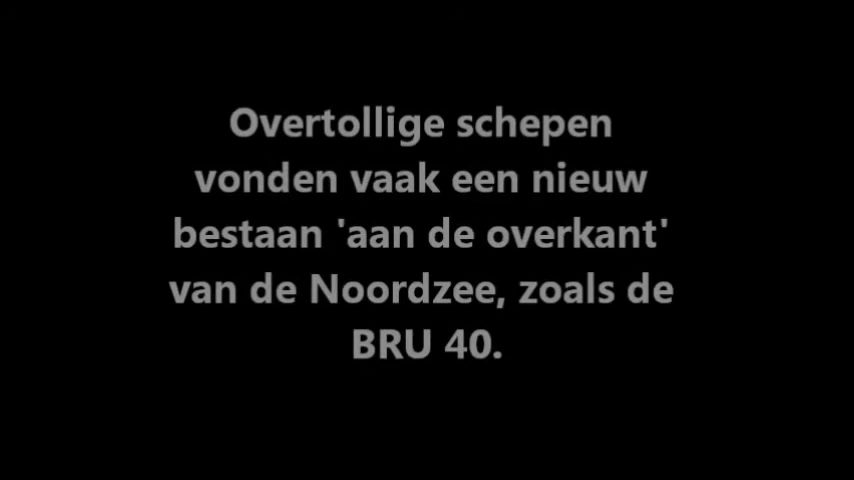 Overtollige schepen
vonden vaak een nieuw
bestaan 'aan de overkant'
van de Noordzee, zoals de
BRU 40.